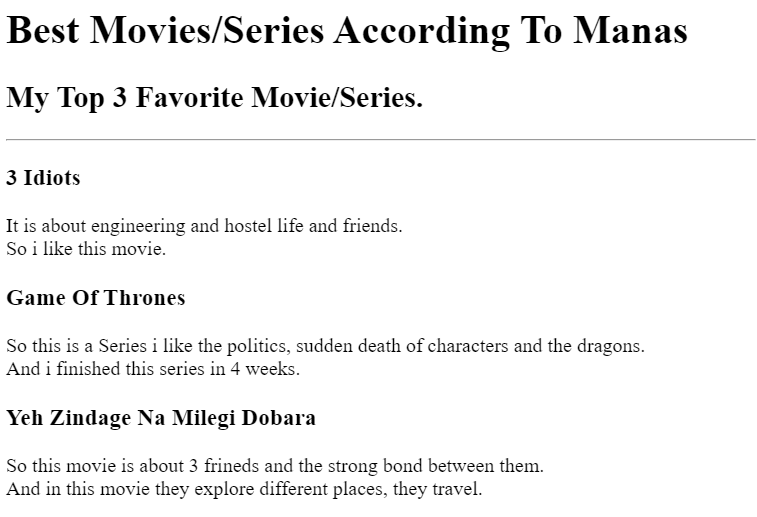 Best Movies/Series According To Manas
My Top 3 Favorite Movie/Series.
3 Idiots
It is about engineering and hostel life and friends.
So i like this movie.
Game Of Thrones
So this is a Series i like the politics, sudden death of characters and the dragons.
And i finished this series in 4 weeks.
Yeh Zindage Na Milegi Dobara
So this movie is about 3 frineds and the strong bond between them.
And in this movie they explore different places, they travel.